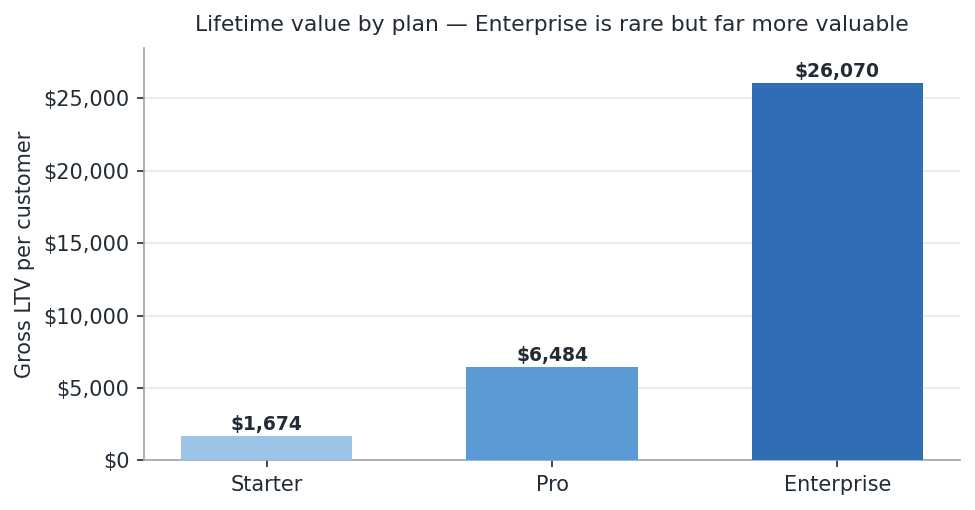 Lifetime value by plan — Enterprise is rare but far more valuable
Gross LTV per customer
$25,000
$20,000
$15,000
$10,000
$5,000
$0
$1,674
$6,484
$26,070
Starter
Pro
Enterprise